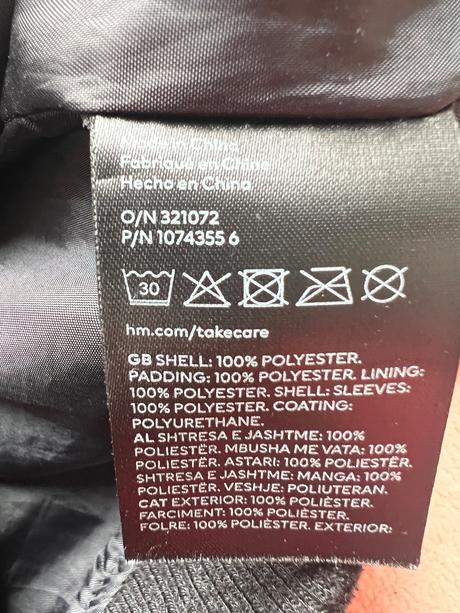 Made in China
Fabriqué en Chine
Hecho en China
O/N 321072
P/N 1074355 6
30
hm.com/takecare
GB SHELL: 100% POLYESTER.
PADDING: 100% POLYESTER. LINING:
100% POLYESTER. SHELL: SLEEVES:
100% POLYESTER. COATING:
POLYURETHANE.
AL SHTRESA E JASHTME: 100%
POLIESTËR. MBUSHA ME VATA: 100%
POLIESTËR. ASTARI: 100% POLIESTËR.
SHTRESA E JASHTME: MANGA: 100%
POLIESTËR. VESHJE: POLIUTERAN.
CAT EXTERIOR: 100% POLIÈSTER.
FARCIMENT: 100% POLIÈSTER.
FOLRE: 100% POLIÈSTER. EXTERIOR: